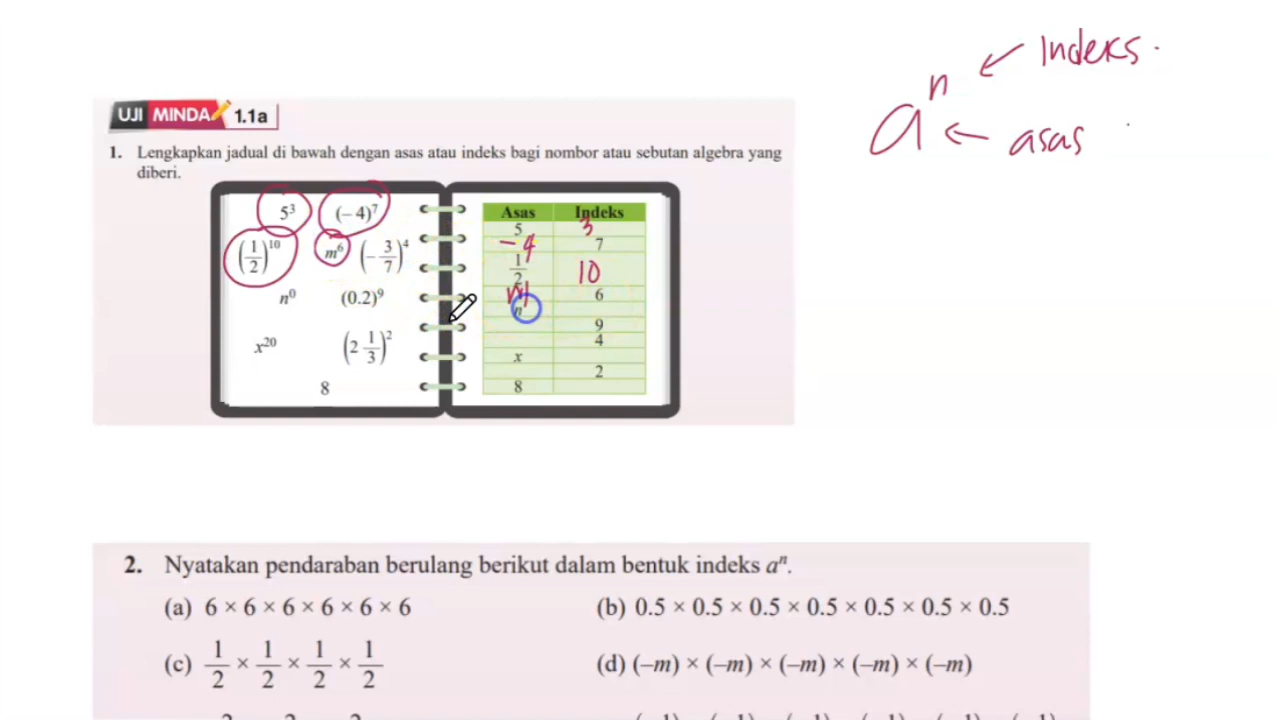 n ← Indeks
a ← asas
UJI MINDA 1.1a
1. Lengkapkan jadual di bawah dengan asas atau indeks bagi nombor atau sebutan algebra yang
diberi.
5³ (– 4)⁷
(1/2)¹⁰ m⁶ (–3/7)⁴
n⁰ (0.2)⁹
x²⁰ (2 1/3)²
8
Asas Indeks
5 3
-4 7
1/2 10
m 6
n
9
4
x
2
8
2. Nyatakan pendaraban berulang berikut dalam bentuk indeks aⁿ.
(a) 6 × 6 × 6 × 6 × 6 × 6 (b) 0.5 × 0.5 × 0.5 × 0.5 × 0.5 × 0.5 × 0.5
(c) 1/2 × 1/2 × 1/2 × 1/2 (d) (–m) × (–m) × (–m) × (–m) × (–m)